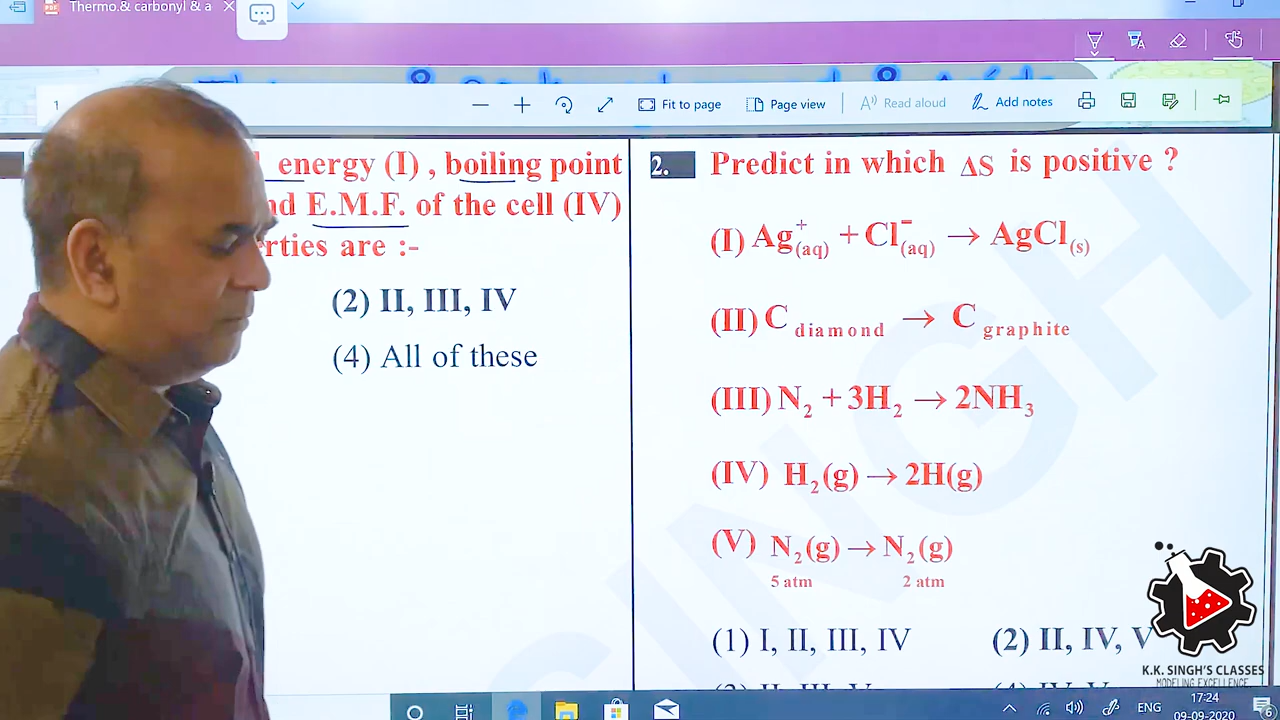 Thermo.& carbonyl & a
1
Fit to page
Page view
Read aloud
Add notes
energy (I) , boiling point
nd E.M.F. of the cell (IV)
rties are :-
(2) II, III, IV
(4) All of these
2. Predict in which ΔS is positive ?
(I) Ag⁺(aq) + Cl⁻(aq) → AgCl(s)
(II) C diamond → C graphite
(III) N₂ + 3H₂ → 2NH₃
(IV) H₂(g) → 2H(g)
(V) N₂(g) → N₂(g)
5 atm 2 atm
(1) I, II, III, IV (2) II, IV, V
K.K. SINGH'S CLASSES
MODELING EXCELLENCE
SINGH
ENG
17:24
09-09-2020